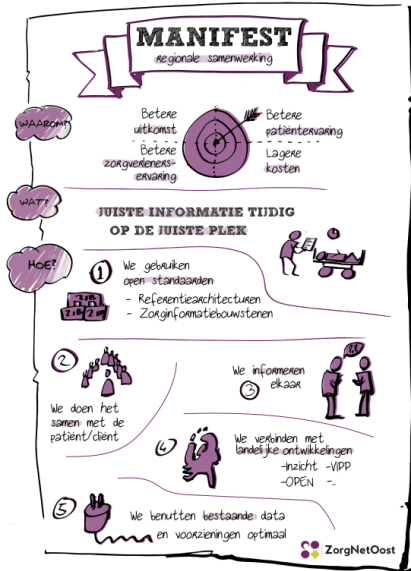 MANIFEST
regionale samenwerking
WAAROM?
Betere
uitkomst
Betere
patiëntervaring
Betere
zorgverleners-
ervaring
Lagere
kosten
WAT?
JUISTE INFORMATIE TIJDIG
OP DE JUISTE PLEK
HOE?
1
We gebruiken
open standaarden
- Referentiearchitecturen
- Zorginformatiebouwstenen
ZIB
ZIB ZIB
2
We doen het
samen met de
patiënt/cliënt
We informeren
elkaar
3
4
We verbinden met
landelijke ontwikkelingen
-Inzicht -VIPP
-OPEN -..
5
We benutten bestaande data
en voorzieningen optimaal
ZorgNetOost